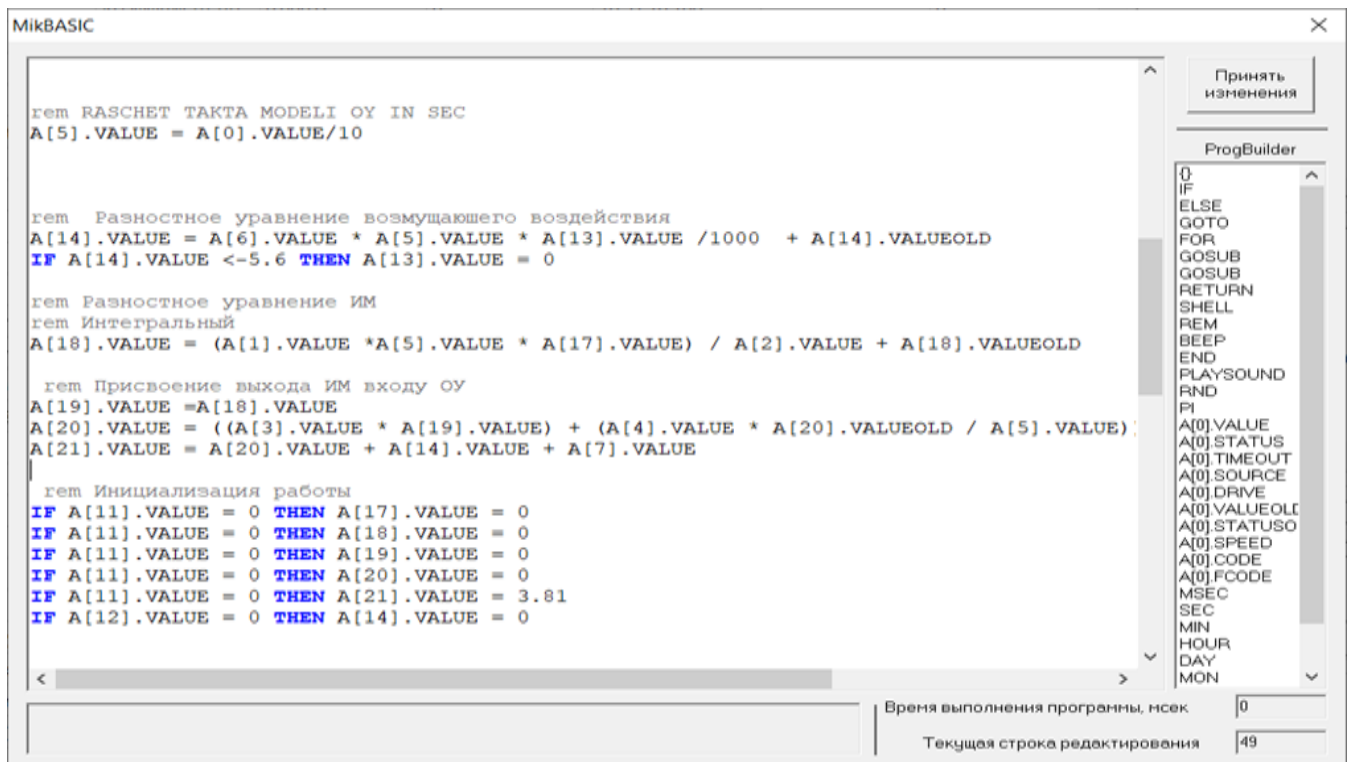 MikBASIC
rem RASCHET TAKTA MODELI OY IN SEC
A[5].VALUE = A[0].VALUE/10
rem Разностное уравнение возмущаюшего воздействия
A[14].VALUE = A[6].VALUE * A[5].VALUE * A[13].VALUE /1000 + A[14].VALUEOLD
IF A[14].VALUE <-5.6 THEN A[13].VALUE = 0
rem Разностное уравнение ИМ
rem Интегральный
A[18].VALUE = (A[1].VALUE *A[5].VALUE * A[17].VALUE) / A[2].VALUE + A[18].VALUEOLD
rem Присвоение выхода ИМ входу ОУ
A[19].VALUE =A[18].VALUE
A[20].VALUE = ((A[3].VALUE * A[19].VALUE) + (A[4].VALUE * A[20].VALUEOLD / A[5].VALUE)
A[21].VALUE = A[20].VALUE + A[14].VALUE + A[7].VALUE
rem Инициализация работы
IF A[11].VALUE = 0 THEN A[17].VALUE = 0
IF A[11].VALUE = 0 THEN A[18].VALUE = 0
IF A[11].VALUE = 0 THEN A[19].VALUE = 0
IF A[11].VALUE = 0 THEN A[20].VALUE = 0
IF A[11].VALUE = 0 THEN A[21].VALUE = 3.81
IF A[12].VALUE = 0 THEN A[14].VALUE = 0
Принять
изменения
ProgBuilder
{}
IF
ELSE
GOTO
FOR
GOSUB
GOSUB
RETURN
SHELL
REM
BEEP
END
PLAYSOUND
RND
PI
A[0].VALUE
A[0].STATUS
A[0].TIMEOUT
A[0].SOURCE
A[0].DRIVE
A[0].VALUEOLD
A[0].STATUSO
A[0].SPEED
A[0].CODE
A[0].FCODE
MSEC
SEC
MIN
HOUR
DAY
MON
Время выполнения программы, мсек 0
Текущая строка редактирования 49